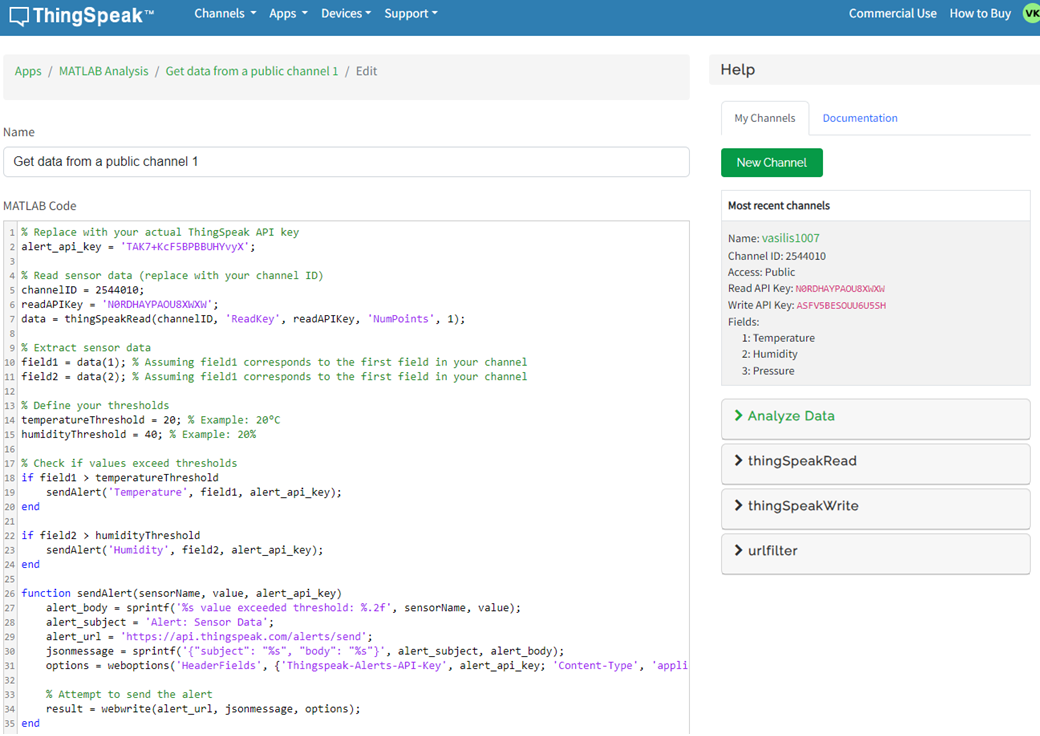 ThingSpeak™ Channels Apps Devices Support Commercial Use How to Buy VK
Apps / MATLAB Analysis / Get data from a public channel 1 / Edit
Name
Get data from a public channel 1
MATLAB Code
1 % Replace with your actual ThingSpeak API key
2 alert_api_key = 'TAK7+KcF5BPBBUHYvyX';
3
4 % Read sensor data (replace with your channel ID)
5 channelID = 2544010;
6 readAPIKey = 'N0RDHAYPAOU8XWXW';
7 data = thingSpeakRead(channelID, 'ReadKey', readAPIKey, 'NumPoints', 1);
8
9 % Extract sensor data
10 field1 = data(1); % Assuming field1 corresponds to the first field in your channel
11 field2 = data(2); % Assuming field1 corresponds to the first field in your channel
12
13 % Define your thresholds
14 temperatureThreshold = 20; % Example: 20°C
15 humidityThreshold = 40; % Example: 20%
16
17 % Check if values exceed thresholds
18 if field1 > temperatureThreshold
19 sendAlert('Temperature', field1, alert_api_key);
20 end
21
22 if field2 > humidityThreshold
23 sendAlert('Humidity', field2, alert_api_key);
24 end
25
26 function sendAlert(sensorName, value, alert_api_key)
27 alert_body = sprintf('%s value exceeded threshold: %.2f', sensorName, value);
28 alert_subject = 'Alert: Sensor Data';
29 alert_url = 'https://api.thingspeak.com/alerts/send';
30 jsonmessage = sprintf('{"subject": "%s", "body": "%s"}', alert_subject, alert_body);
31 options = weboptions('HeaderFields', {'Thingspeak-Alerts-API-Key', alert_api_key; 'Content-Type', 'appli
32
33 % Attempt to send the alert
34 result = webwrite(alert_url, jsonmessage, options);
35 end
Help
My Channels Documentation
New Channel
Most recent channels
Name: vasilis1007
Channel ID: 2544010
Access: Public
Read API Key: N0RDHAYPAOU8XWXW
Write API Key: ASFV5BESOUU6U5SH
Fields:
1: Temperature
2: Humidity
3: Pressure
Analyze Data
thingSpeakRead
thingSpeakWrite
urlfilter